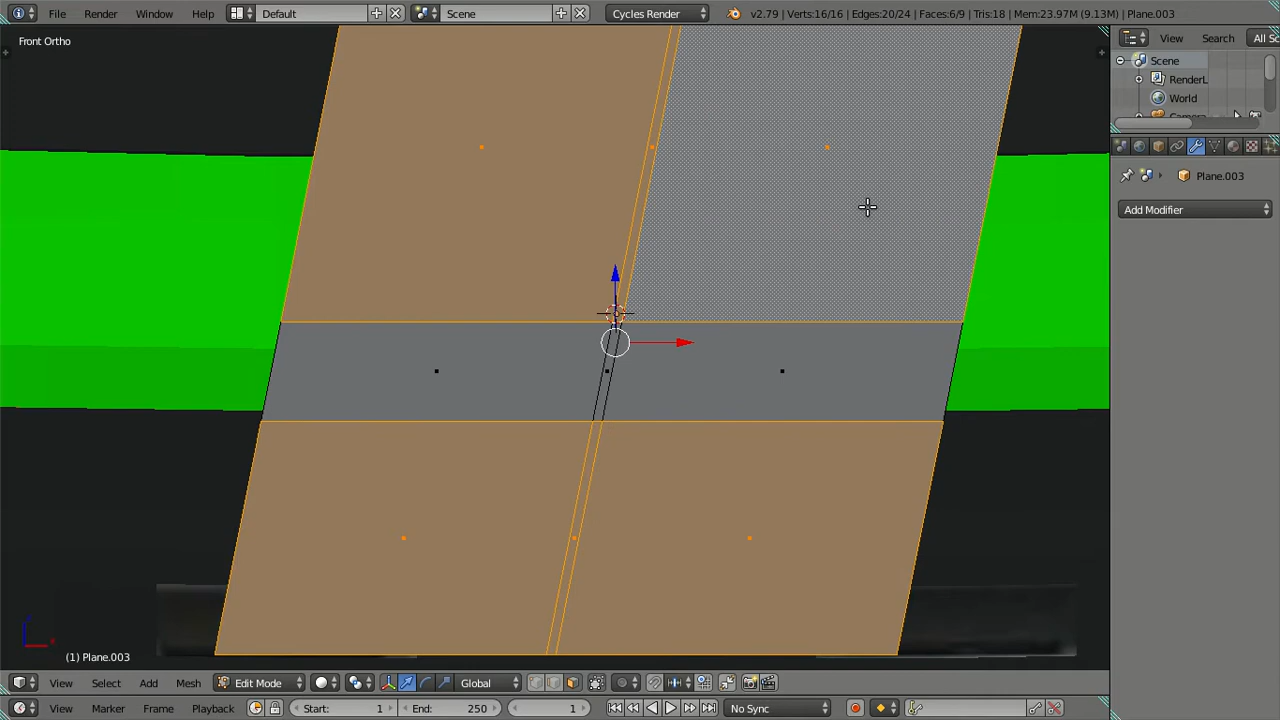 File Render Window Help Default Scene Cycles Render v2.79 | Verts:16/16 | Edges:20/24 | Faces:6/9 | Tris:18 | Mem:23.97M (9.13M) | Plane.003
Front Ortho
View Search All Sc
Scene
RenderL
World
Camera
Plane.003
Add Modifier
(1) Plane.003
View Select Add Mesh Edit Mode Global
View Marker Frame Playback Start: 1 End: 250 1 No Sync